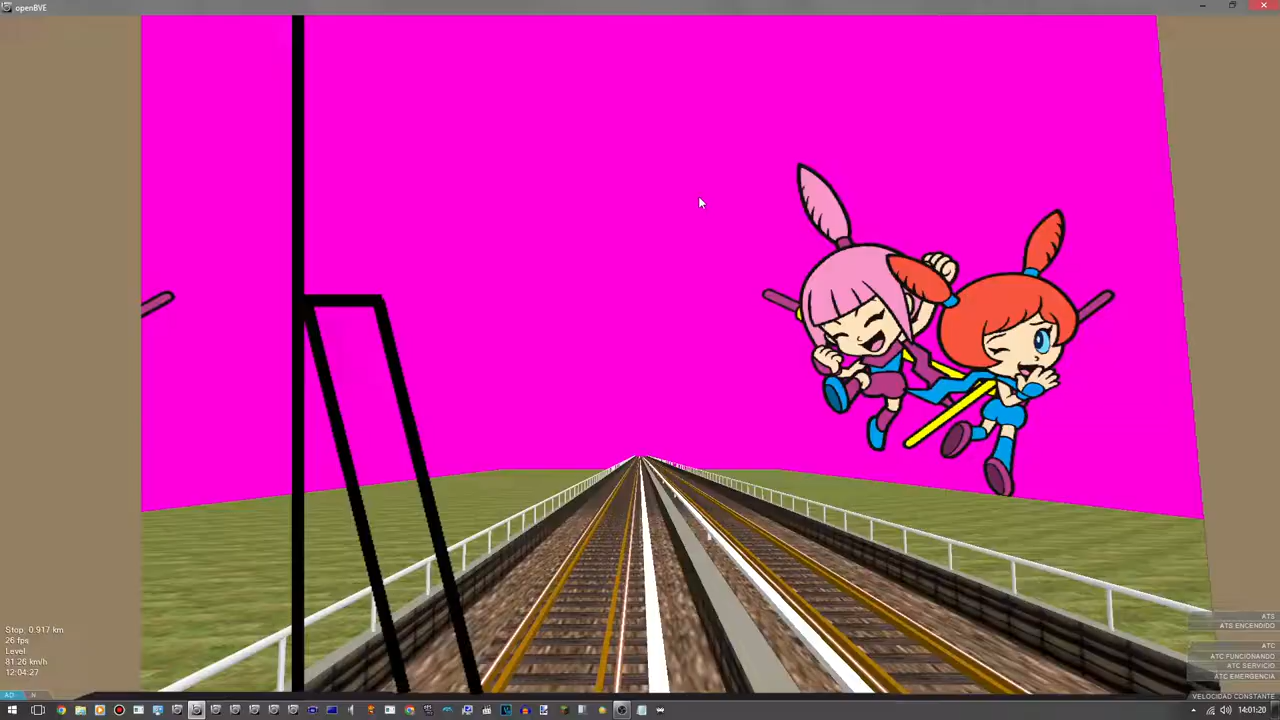 openBVE
Stop: 0.917 km
26 fps
Level
81.26 km/h
12:04:27
AD N
ATS
ATS ENCENDIDO
ATC
ATC FUNCIONANDO
ATC SERVICIO
ATC EMERGENCIA
VELOCIDAD CONSTANTE
14:01:20